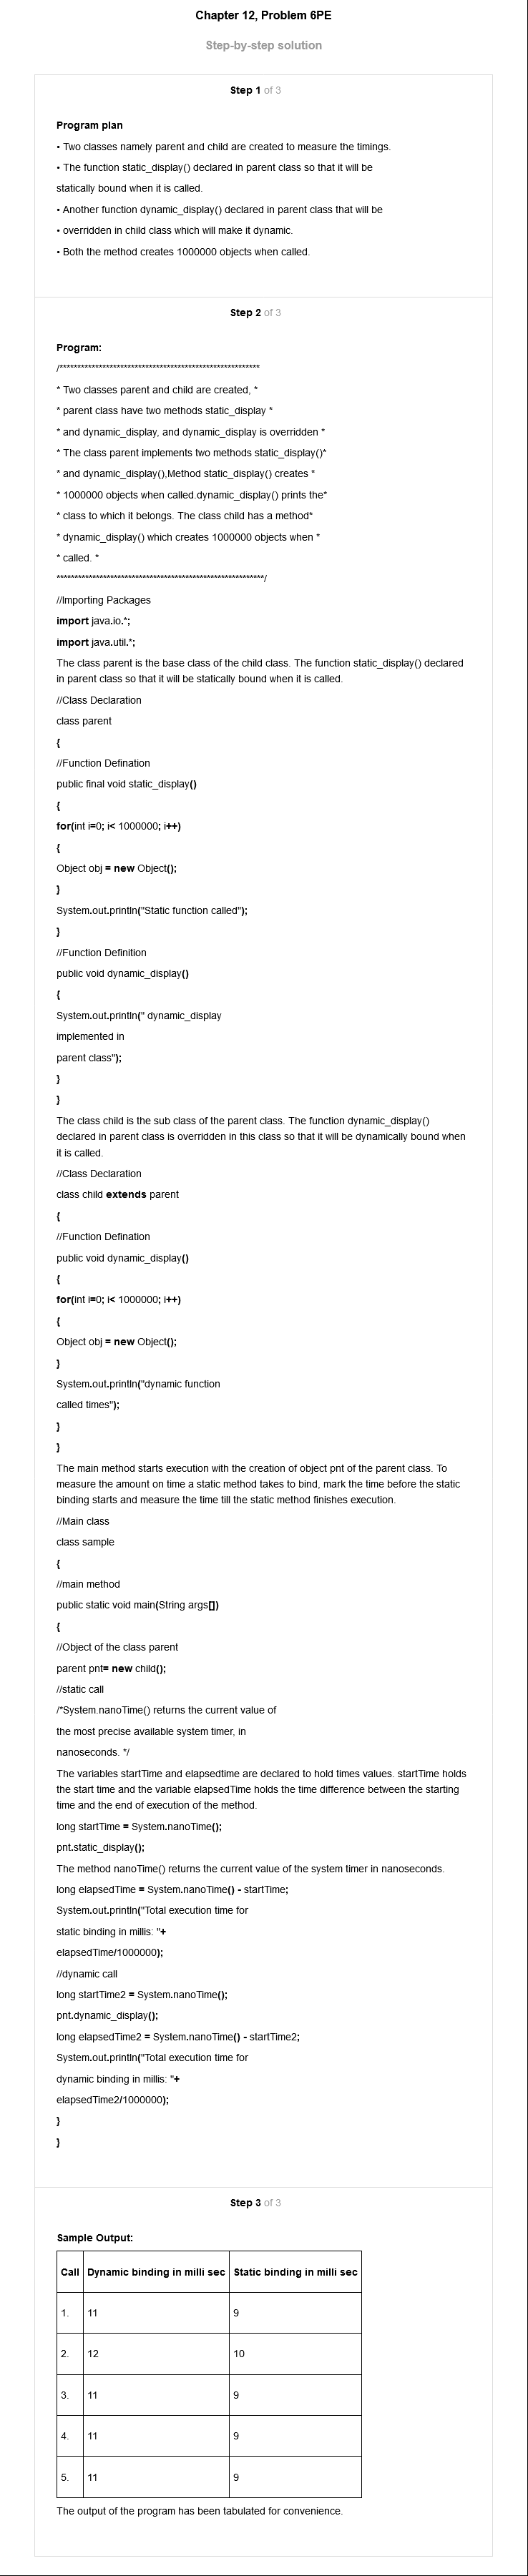 Chapter 12, Problem 6PE
Step-by-step solution
Step 1 of 3
Program plan
• Two classes namely parent and child are created to measure the timings.
• The function static_display() declared in parent class so that it will be
statically bound when it is called.
• Another function dynamic_display() declared in parent class that will be
• overridden in child class which will make it dynamic.
• Both the method creates 1000000 objects when called.
Step 2 of 3
Program:
/********************************************************
* Two classes parent and child are created, *
* parent class have two methods static_display *
* and dynamic_display, and dynamic_display is overridden *
* The class parent implements two methods static_display()*
* and dynamic_display(),Method static_display() creates *
* 1000000 objects when called.dynamic_display() prints the*
* class to which it belongs. The class child has a method*
* dynamic_display() which creates 1000000 objects when *
* called. *
**********************************************************/
//Importing Packages
import java.io.*;
import java.util.*;
The class parent is the base class of the child class. The function static_display() declared
in parent class so that it will be statically bound when it is called.
//Class Declaration
class parent
{
//Function Defination
public final void static_display()
{
for(int i=0; i< 1000000; i++)
{
Object obj = new Object();
}
System.out.println("Static function called");
}
//Function Definition
public void dynamic_display()
{
System.out.println(" dynamic_display
implemented in
parent class");
}
}
The class child is the sub class of the parent class. The function dynamic_display()
declared in parent class is overridden in this class so that it will be dynamically bound when
it is called.
//Class Declaration
class child extends parent
{
//Function Defination
public void dynamic_display()
{
for(int i=0; i< 1000000; i++)
{
Object obj = new Object();
}
System.out.println("dynamic function
called times");
}
}
The main method starts execution with the creation of object pnt of the parent class. To
measure the amount on time a static method takes to bind, mark the time before the static
binding starts and measure the time till the static method finishes execution.
//Main class
class sample
{
//main method
public static void main(String args[])
{
//Object of the class parent
parent pnt= new child();
//static call
/*System.nanoTime() returns the current value of
the most precise available system timer, in
nanoseconds. */
The variables startTime and elapsedtime are declared to hold times values. startTime holds
the start time and the variable elapsedTime holds the time difference between the starting
time and the end of execution of the method.
long startTime = System.nanoTime();
pnt.static_display();
The method nanoTime() returns the current value of the system timer in nanoseconds.
long elapsedTime = System.nanoTime() - startTime;
System.out.println("Total execution time for
static binding in millis: "+
elapsedTime/1000000);
//dynamic call
long startTime2 = System.nanoTime();
pnt.dynamic_display();
long elapsedTime2 = System.nanoTime() - startTime2;
System.out.println("Total execution time for
dynamic binding in millis: "+
elapsedTime2/1000000);
}
}
Step 3 of 3
Sample Output:
Call Dynamic binding in milli sec Static binding in milli sec
1. 11 9
2. 12 10
3. 11 9
4. 11 9
5. 11 9
The output of the program has been tabulated for convenience.